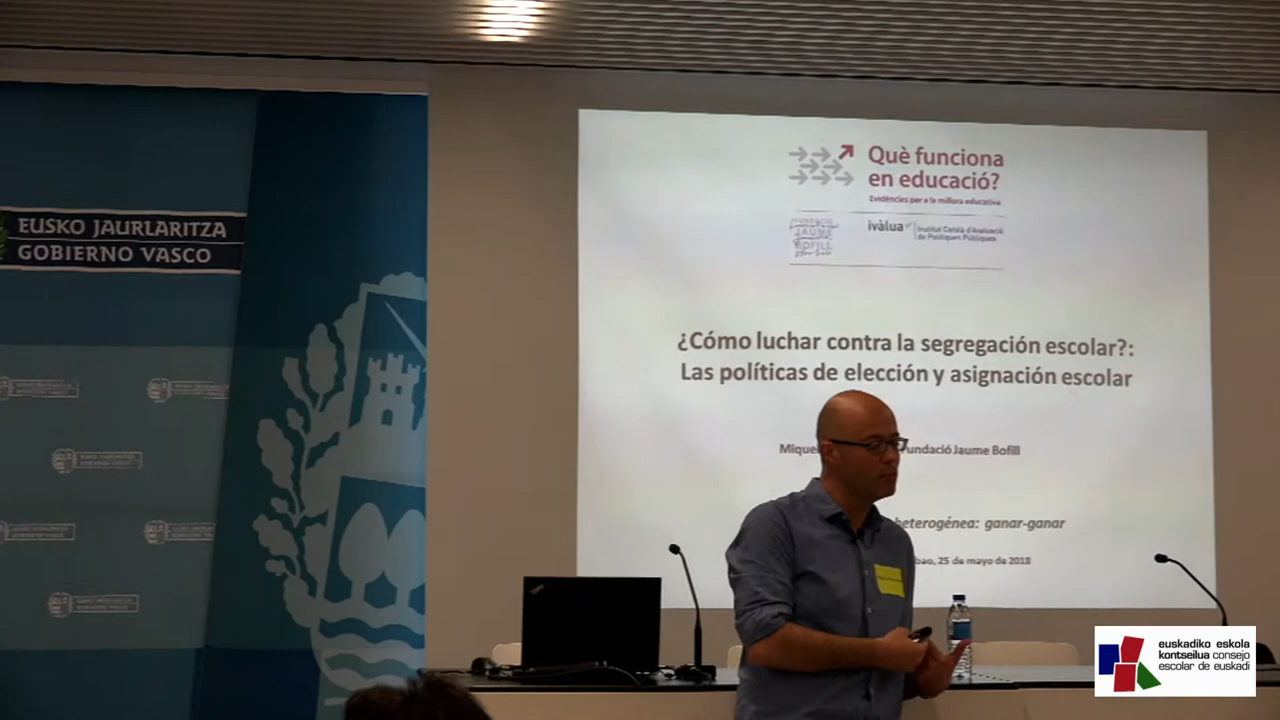 EUSKO JAURLARITZA
GOBIERNO VASCO
Què funciona
en educació?
Evidències per a la millora educativa
FUNDACIÓ
JAUME
BOFILL
ivàlua
Institut Català d'Avaluació
de Polítiques Públiques
¿Cómo luchar contra la segregación escolar?:
Las políticas de elección y asignación escolar
Jaume Bofill
heterogénea: ganar-ganar
25 de mayo de 2018
euskadiko eskola
kontseilua consejo
escolar de euskadi